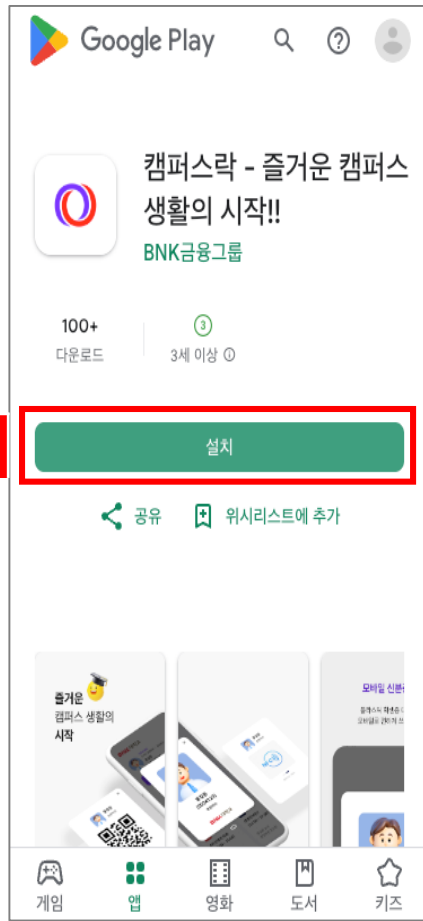 Google Play
캠퍼스락 - 즐거운 캠퍼스
생활의 시작!!
BNK금융그룹
100+
다운로드
3
3세 이상
설치
공유
위시리스트에 추가
즐거운
캠퍼스 생활의
시작
모바일 신분
게임
앱
영화
도서
키즈